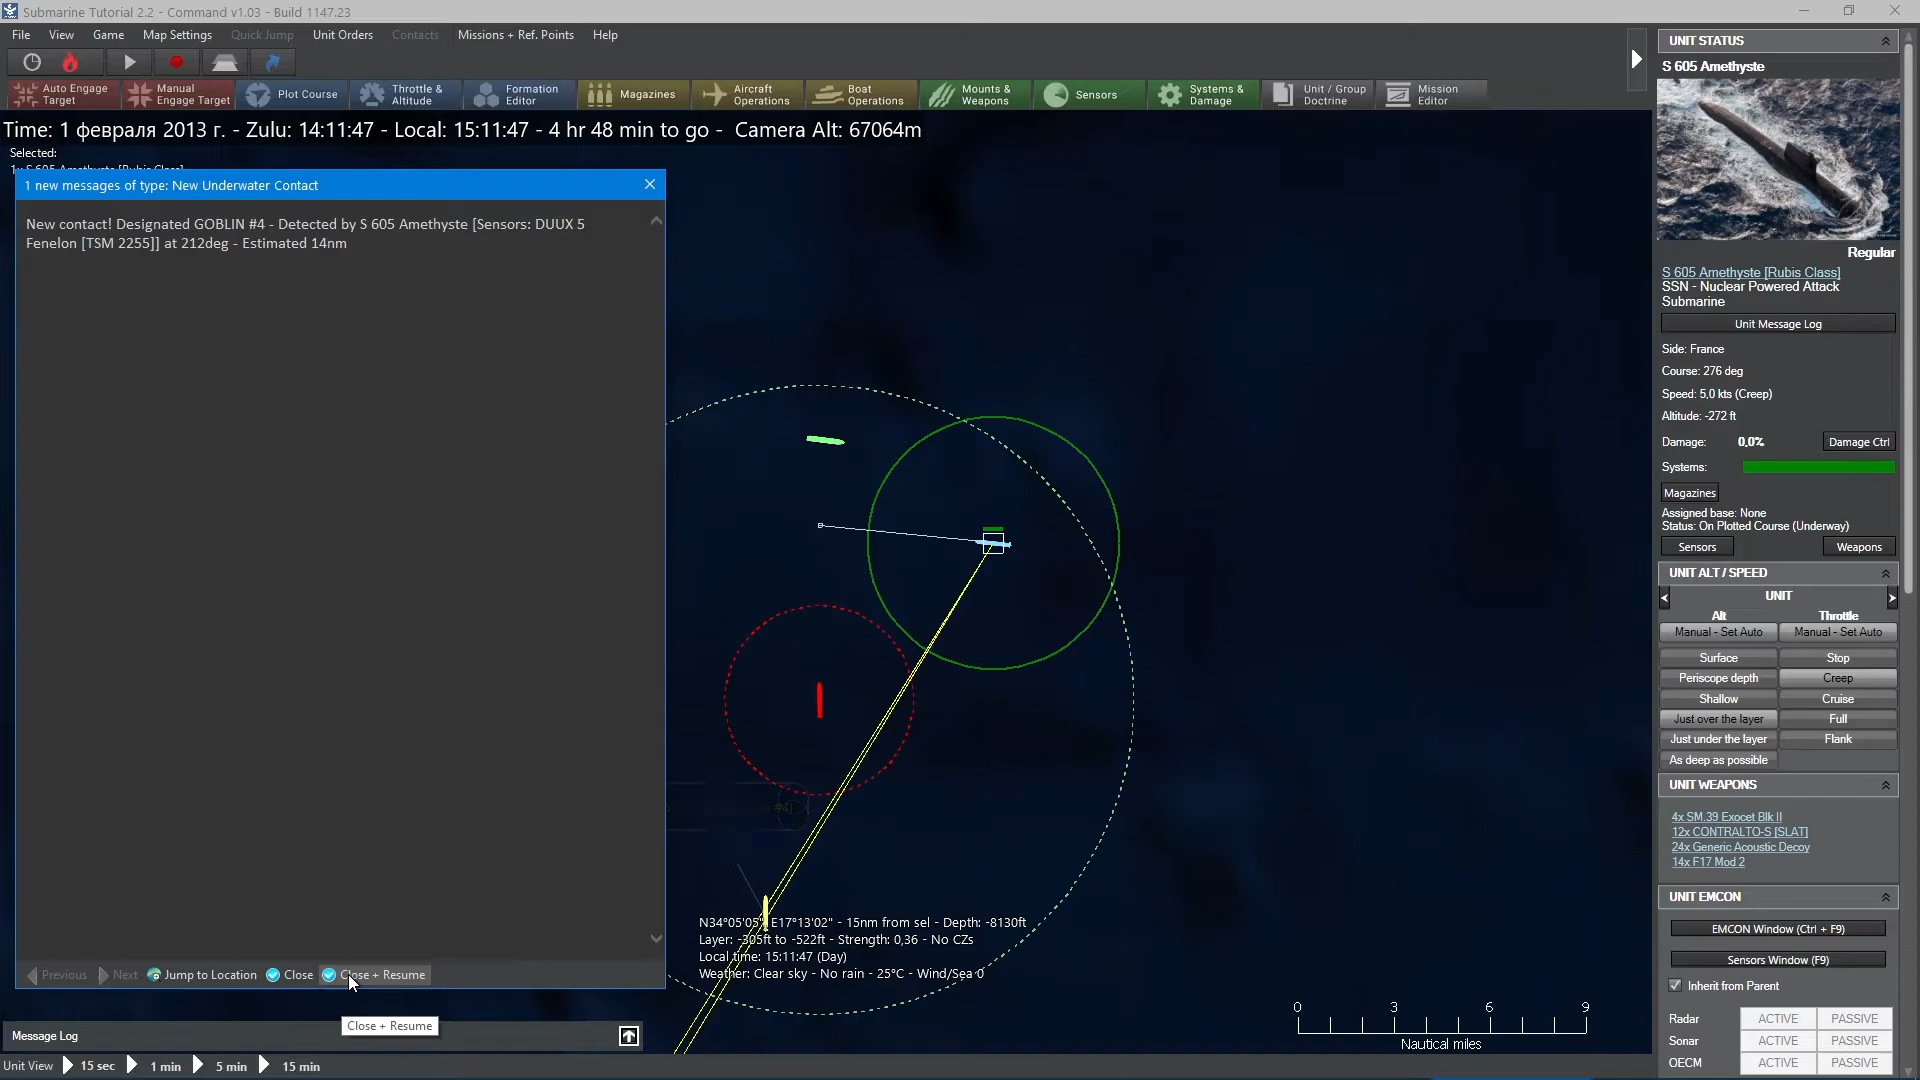 Submarine Tutorial 2.2 - Command v1.03 - Build 1147.23
File View Game Map Settings Quick Jump Unit Orders Contacts Missions + Ref. Points Help
Auto Engage Target
Manual Engage Target
Plot Course
Throttle & Altitude
Formation Editor
Magazines
Aircraft Operations
Boat Operations
Mounts & Weapons
Sensors
Systems & Damage
Unit / Group Doctrine
Mission Editor
Time: 1 февраля 2013 г. - Zulu: 14:11:47 - Local: 15:11:47 - 4 hr 48 min to go - Camera Alt: 67064m
Selected:
1x S 605 Amethyste [Rubis Class]
1 new messages of type: New Underwater Contact
New contact! Designated GOBLIN #4 - Detected by S 605 Amethyste [Sensors: DUUX 5
Fenelon [TSM 2255]] at 212deg - Estimated 14nm
Previous Next Jump to Location Close Close + Resume
Close + Resume
#4)
N34°05'05", E17°13'02" - 15nm from sel - Depth: -8130ft
Layer: -305ft to -522ft - Strength: 0,36 - No CZs
Local time: 15:11:47 (Day)
Weather: Clear sky - No rain - 25°C - Wind/Sea 0
0 3 6 9
Nautical miles
Message Log
Unit View 15 sec 1 min 5 min 15 min
UNIT STATUS
S 605 Amethyste
Regular
S 605 Amethyste [Rubis Class]
SSN - Nuclear Powered Attack
Submarine
Unit Message Log
Side: France
Course: 276 deg
Speed: 5,0 kts (Creep)
Altitude: -272 ft
Damage: 0,0% Damage Ctrl
Systems:
Magazines
Assigned base: None
Status: On Plotted Course (Underway)
Sensors Weapons
UNIT ALT / SPEED
< UNIT >
Alt Throttle
Manual - Set Auto Manual - Set Auto
Surface Stop
Periscope depth Creep
Shallow Cruise
Just over the layer Full
Just under the layer Flank
As deep as possible
UNIT WEAPONS
4x SM.39 Exocet Blk II
12x CONTRALTO-S [SLAT]
24x Generic Acoustic Decoy
14x F17 Mod 2
UNIT EMCON
EMCON Window (Ctrl + F9)
Sensors Window (F9)
Inherit from Parent
Radar ACTIVE PASSIVE
Sonar ACTIVE PASSIVE
OECM ACTIVE PASSIVE